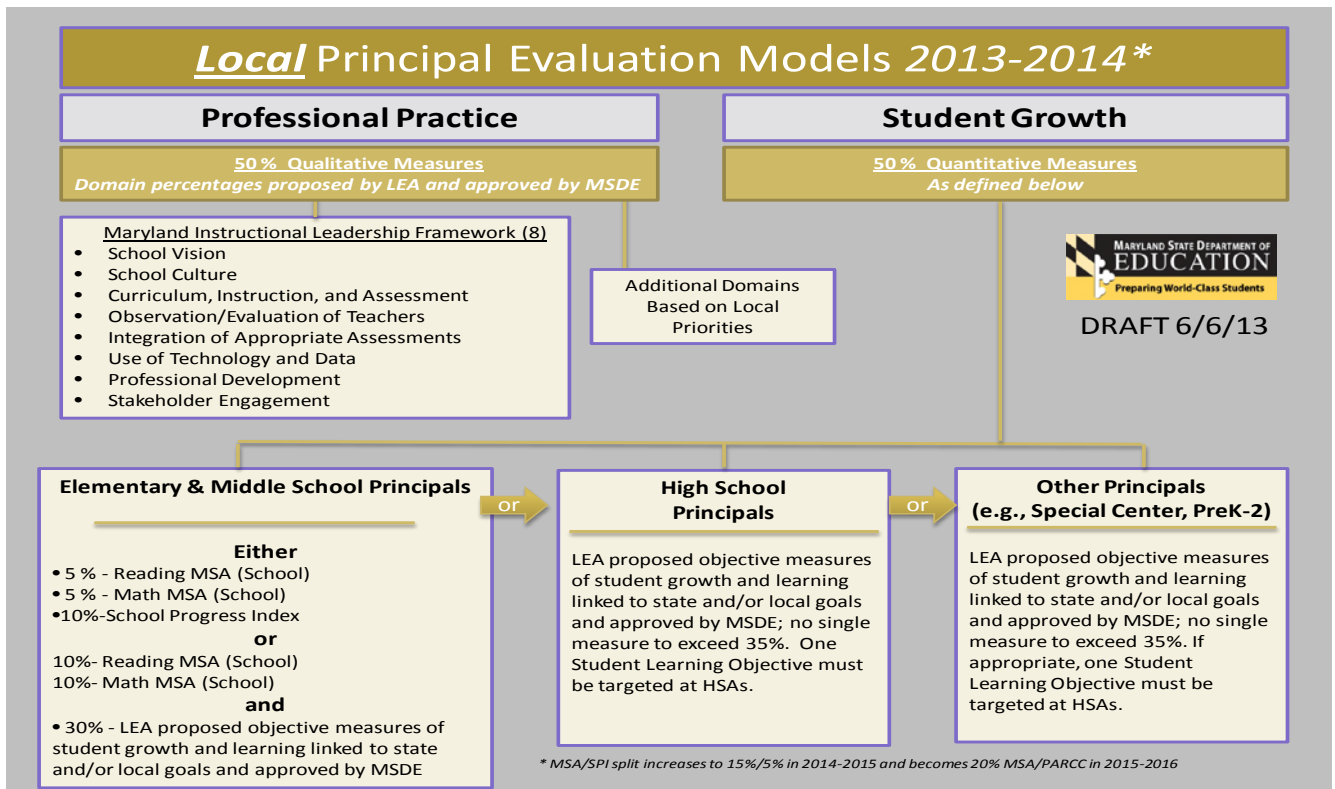 Local Principal Evaluation Models 2013-2014*
Professional Practice
50 % Qualitative Measures
Domain percentages proposed by LEA and approved by MSDE
Student Growth
50 % Quantitative Measures
As defined below
Maryland Instructional Leadership Framework (8)
• School Vision
• School Culture
• Curriculum, Instruction, and Assessment
• Observation/Evaluation of Teachers
• Integration of Appropriate Assessments
• Use of Technology and Data
• Professional Development
• Stakeholder Engagement
Additional Domains
Based on Local
Priorities
MARYLAND STATE DEPARTMENT OF
EDUCATION
Preparing World-Class Students
DRAFT 6/6/13
Elementary & Middle School Principals
Either
• 5 % - Reading MSA (School)
• 5 % - Math MSA (School)
•10%-School Progress Index
or
10%- Reading MSA (School)
10%- Math MSA (School)
and
• 30% - LEA proposed objective measures of
student growth and learning linked to state
and/or local goals and approved by MSDE
or
High School
Principals
LEA proposed objective measures
of student growth and learning
linked to state and/or local goals
and approved by MSDE; no single
measure to exceed 35%. One
Student Learning Objective must
be targeted at HSAs.
or
Other Principals
(e.g., Special Center, PreK-2)
LEA proposed objective measures
of student growth and learning
linked to state and/or local goals
and approved by MSDE; no single
measure to exceed 35%. If
appropriate, one Student
Learning Objective must be
targeted at HSAs.
* MSA/SPI split increases to 15%/5% in 2014-2015 and becomes 20% MSA/PARCC in 2015-2016